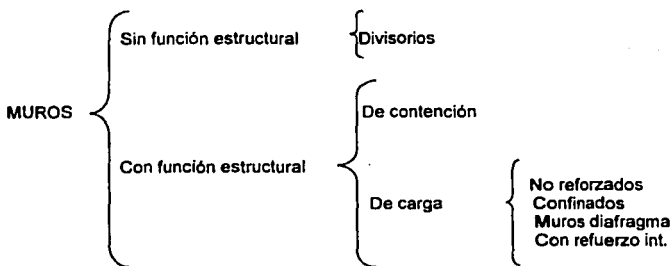 Sin función estructural
Divisorios
MUROS
De contención
Con función estructural
De carga
No reforzados
Confinados
Muros diafragma
Con refuerzo int.